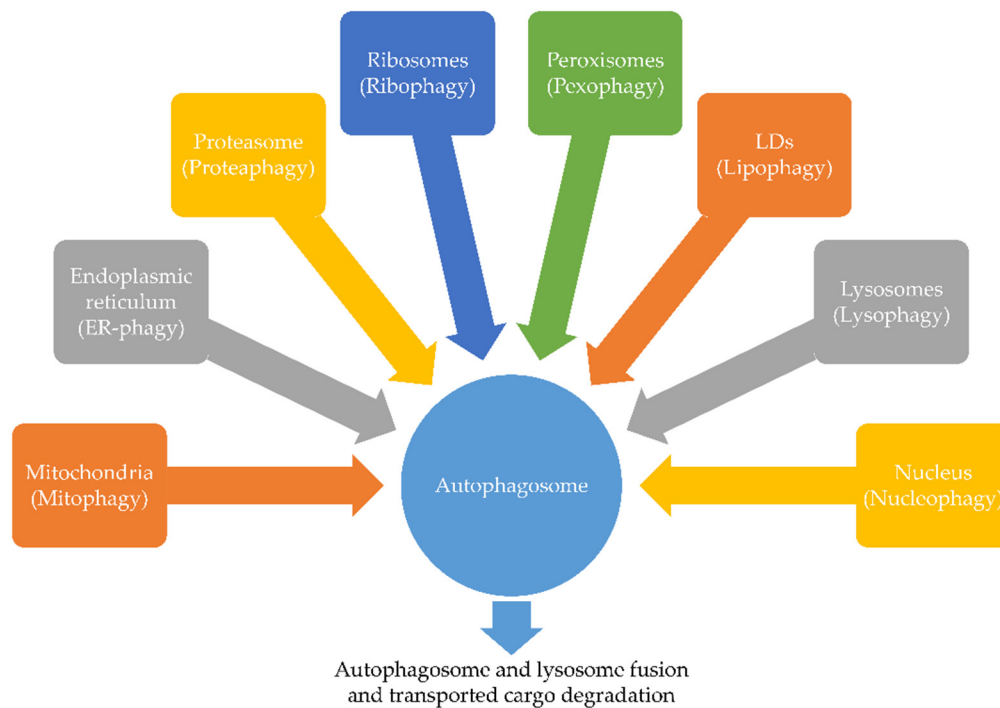 Ribosomes
(Ribophagy)
Peroxisomes
(Pexophagy)
Proteasome
(Proteaphagy)
LDs
(Lipophagy)
Endoplasmic
reticulum
(ER-phagy)
Lysosomes
(Lysophagy)
Mitochondria
(Mitophagy)
Autophagosome
Nucleus
(Nucleophagy)
Autophagosome and lysosome fusion
and transported cargo degradation